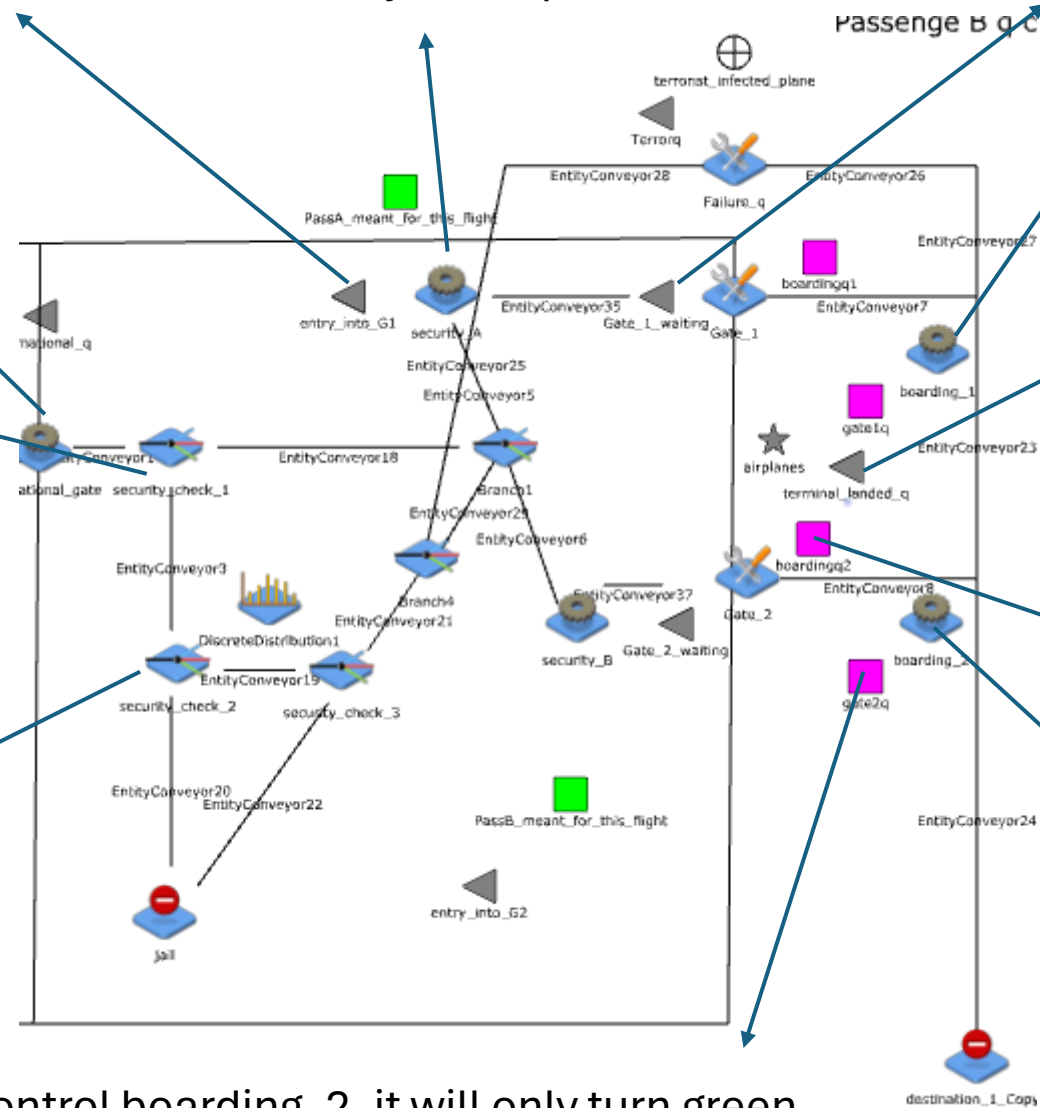 Passenge B q c
terrorist_infected_plane
Terrorq
EntityConveyor28
EntityConveyor26
Failure_q
PassA_meant_for_this_flight
EntityConveyor27
boardingq1
EntityConveyor35
EntityConveyor7
entry_into_G1
Gate_1_waiting
security_A
Gate_1
national_q
EntityConveyor25
boarding_1
EntityConveyor5
gate1q
EntityConveyor23
EntityConveyor18
airplanes
ational_gate
security_check_1
Branch1
terminal_landed_q
EntityConveyor29
EntityConveyor6
boardingq2
EntityConveyor3
EntityConveyor8
EntityConveyor37
Branch4
Gate_2
EntityConveyor21
DiscreteDistribution1
Gate_2_waiting
security_B
boarding_2
EntityConveyor19
security_check_2
security_check_3
gate2q
EntityConveyor20
EntityConveyor22
PassB_meant_for_this_flight
EntityConveyor24
entry_into_G2
Jail
ontrol boarding_2, it will only turn green
destination_1_Copy